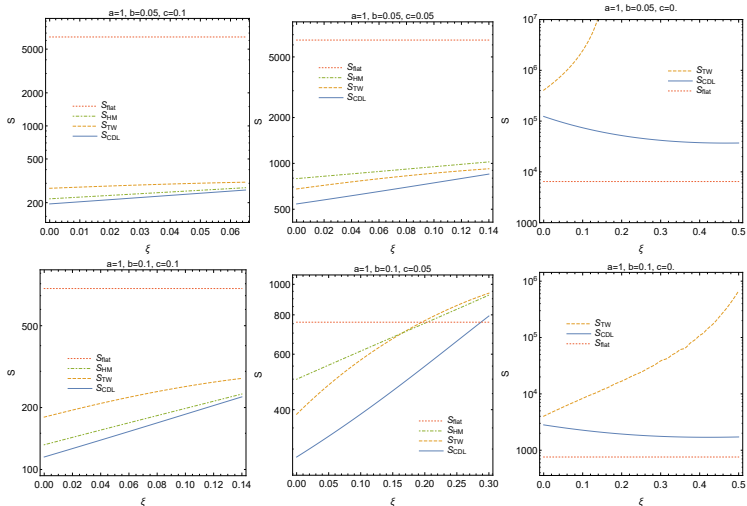 a=1, b=0.05, c=0.1
S
5000
1000
500
200
S_flat
S_HM
S_TW
S_CDL
0.00 0.01 0.02 0.03 0.04 0.05 0.06
ξ
a=1, b=0.05, c=0.05
S
5000
1000
500
S_flat
S_HM
S_TW
S_CDL
0.00 0.02 0.04 0.06 0.08 0.10 0.12 0.14
ξ
a=1, b=0.05, c=0.
S
10^7
10^6
10^5
10^4
1000
S_TW
S_CDL
S_flat
0.0 0.1 0.2 0.3 0.4 0.5
ξ
a=1, b=0.1, c=0.1
S
500
200
100
S_flat
S_HM
S_TW
S_CDL
0.00 0.02 0.04 0.06 0.08 0.10 0.12 0.14
ξ
a=1, b=0.1, c=0.05
S
1000
800
600
400
S_flat
S_HM
S_TW
S_CDL
0.00 0.05 0.10 0.15 0.20 0.25 0.30
ξ
a=1, b=0.1, c=0.
S
10^6
10^5
10^4
1000
S_TW
S_CDL
S_flat
0.0 0.1 0.2 0.3 0.4 0.5
ξ